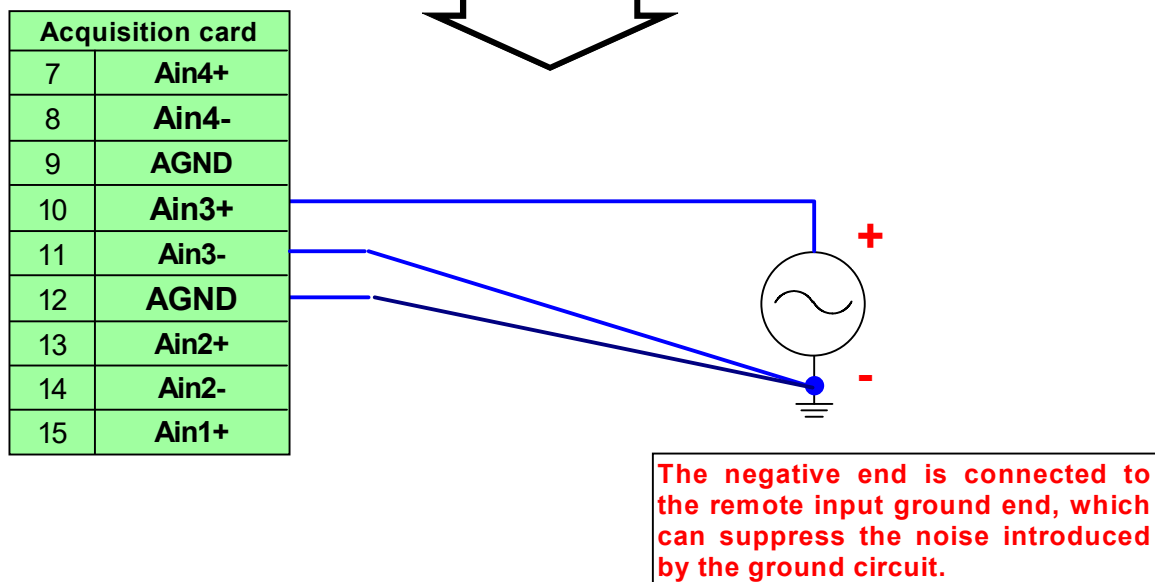 Acquisition card
7 Ain4+
8 Ain4-
9 AGND
10 Ain3+
11 Ain3-
12 AGND
13 Ain2+
14 Ain2-
15 Ain1+
+
-
The negative end is connected to
the remote input ground end, which
can suppress the noise introduced
by the ground circuit.